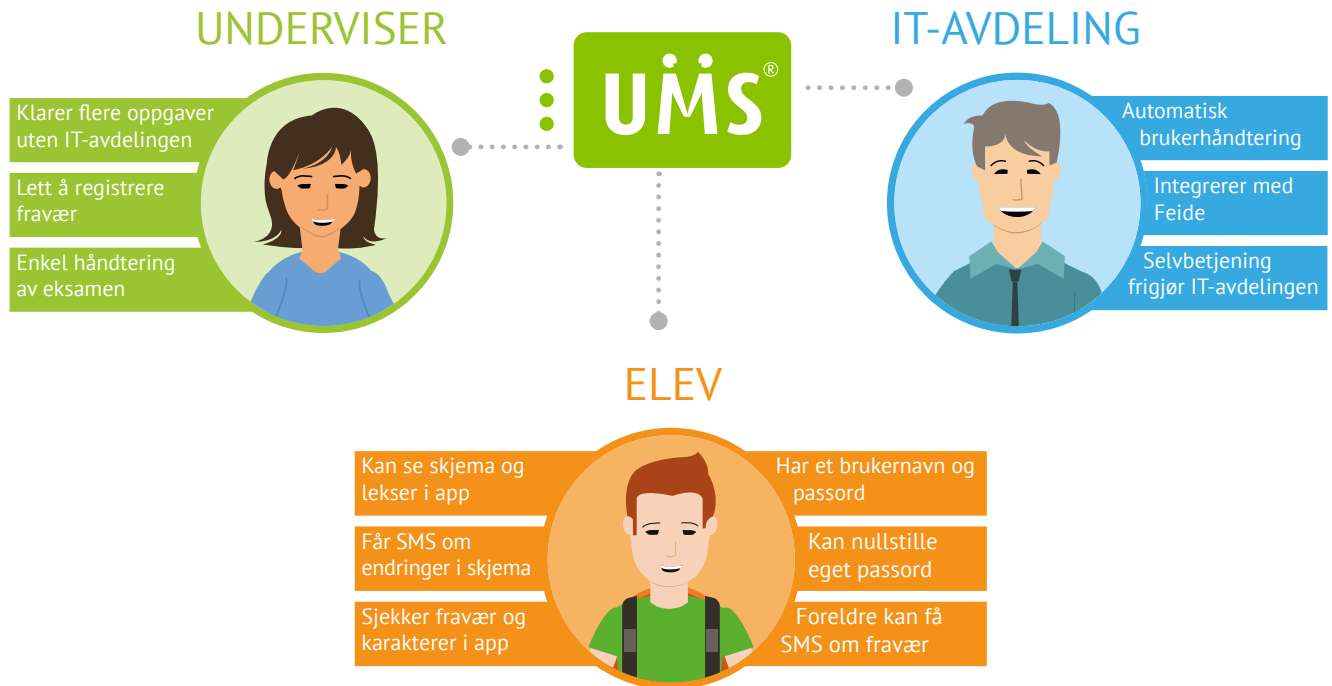 UNDERVISER
Klarer flere oppgaver
uten IT-avdelingen
Lett å registrere
fravær
Enkel håndtering
av eksamen
UMS®
IT-AVDELING
Automatisk
brukerhåndtering
Integrerer med
Feide
Selvbetjening
frigjør IT-avdelingen
ELEV
Kan se skjema og
lekser i app
Får SMS om
endringer i skjema
Sjekker fravær og
karakterer i app
Har et brukernavn og
passord
Kan nullstille
eget passord
Foreldre kan få
SMS om fravær